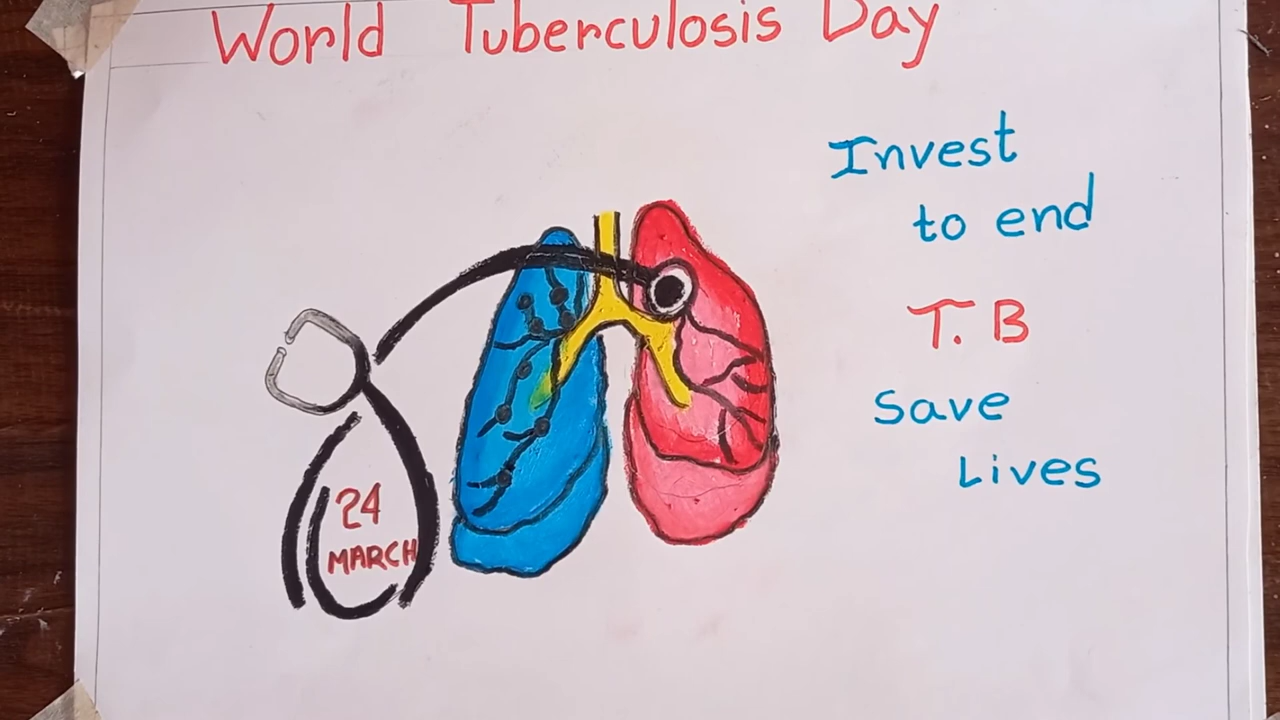 World Tuberculosis Day
Invest
to end
T. B
Save
Lives
24
MARCH